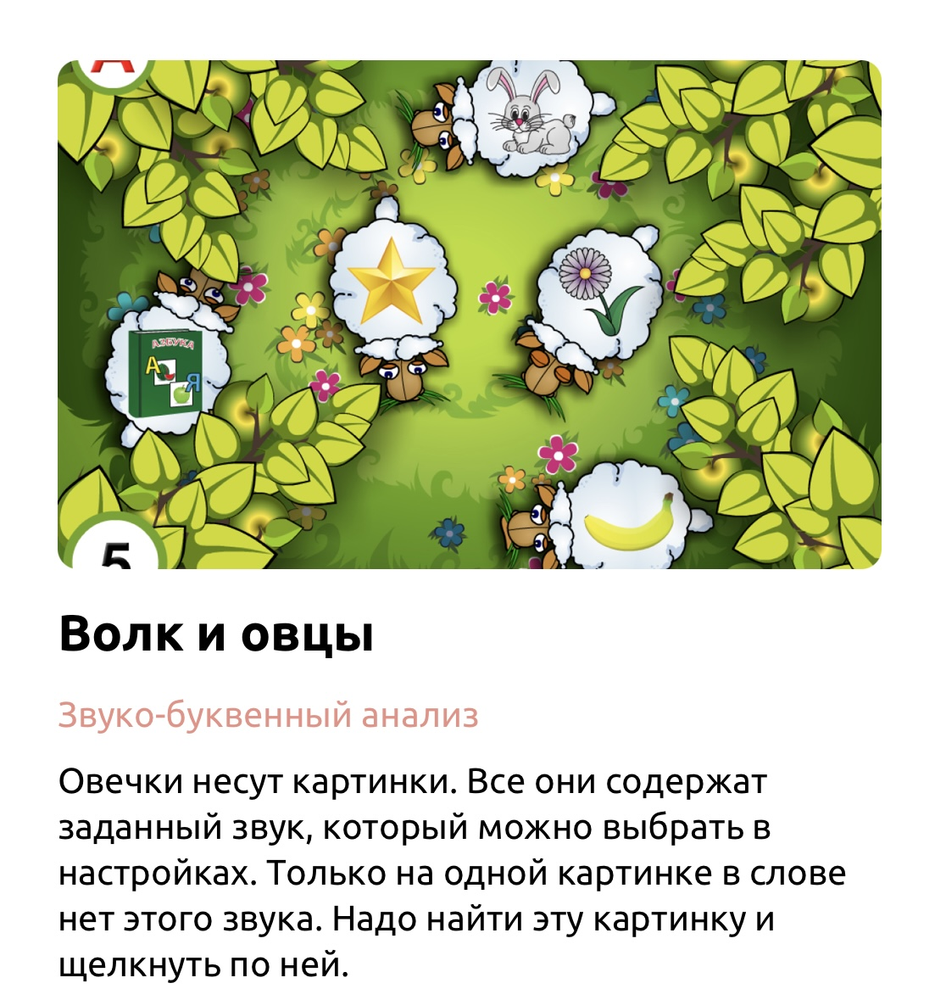 А
АЗБУКА
А
Я
5
Волк и овцы
Звуко-буквенный анализ
Овечки несут картинки. Все они содержат
заданный звук, который можно выбрать в
настройках. Только на одной картинке в слове
нет этого звука. Надо найти эту картинку и
щелкнуть по ней.